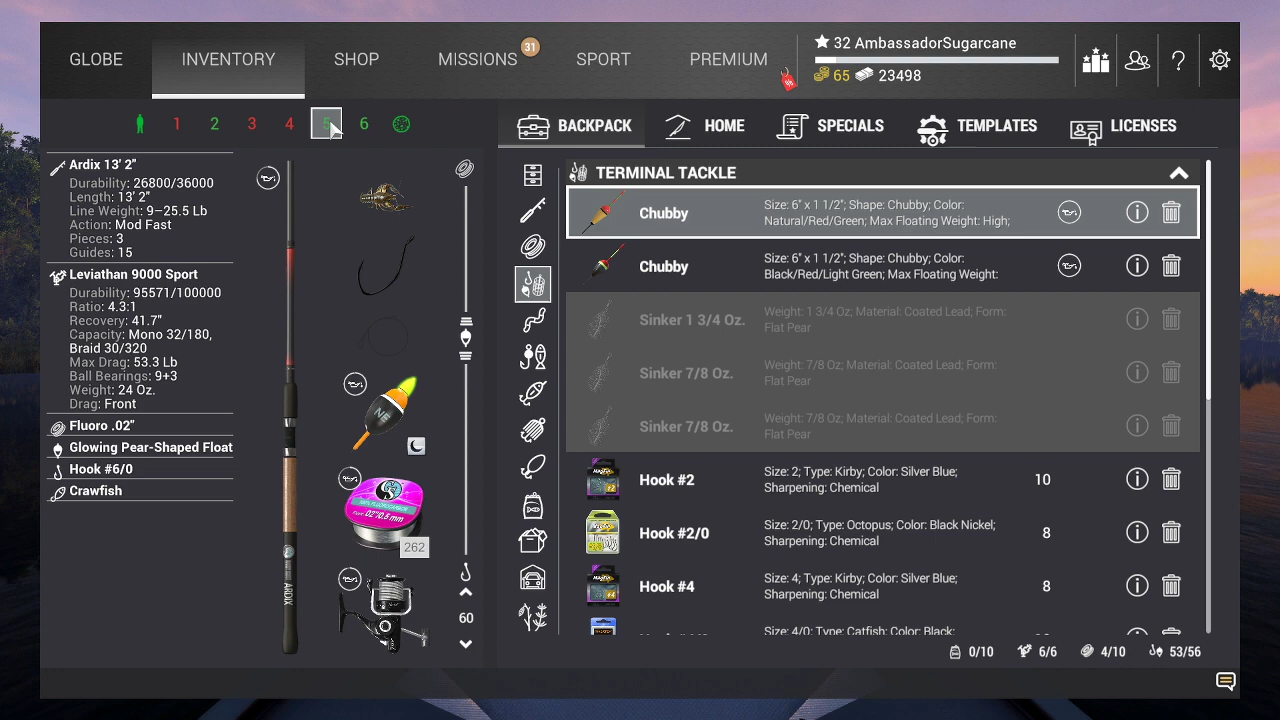 GLOBE
INVENTORY
SHOP
MISSIONS
31
SPORT
PREMIUM
32 AmbassadorSugarcane
65 23498
1 2 3 4 5 6
BACKPACK
HOME
SPECIALS
TEMPLATES
LICENSES
Ardix 13' 2"
Durability: 26800/36000
Length: 13' 2"
Line Weight: 9–25.5 Lb
Action: Mod Fast
Pieces: 3
Guides: 15
Leviathan 9000 Sport
Durability: 95571/100000
Ratio: 4.3:1
Recovery: 41.7"
Capacity: Mono 32/180,
Braid 30/320
Max Drag: 53.3 Lb
Ball Bearings: 9+3
Weight: 24 Oz.
Drag: Front
Fluoro .02"
Glowing Pear-Shaped Float
Hook #6/0
Crawfish
ARDIX
262
60
TERMINAL TACKLE
Chubby
Size: 6" x 1 1/2"; Shape: Chubby; Color:
Natural/Red/Green; Max Floating Weight: High;
Chubby
Size: 6" x 1 1/2"; Shape: Chubby; Color:
Black/Red/Light Green; Max Floating Weight:
Sinker 1 3/4 Oz.
Weight: 1 3/4 Oz; Material: Coated Lead; Form:
Flat Pear
Sinker 7/8 Oz.
Weight: 7/8 Oz; Material: Coated Lead; Form:
Flat Pear
Sinker 7/8 Oz.
Weight: 7/8 Oz; Material: Coated Lead; Form:
Flat Pear
Hook #2
Size: 2; Type: Kirby; Color: Silver Blue;
Sharpening: Chemical
10
Hook #2/0
Size: 2/0; Type: Octopus; Color: Black Nickel;
Sharpening: Chemical
8
Hook #4
Size: 4; Type: Kirby; Color: Silver Blue;
Sharpening: Chemical
8
Size: 4/0; Type: Catfish; Color: Black;
0/10
6/6
4/10
53/56